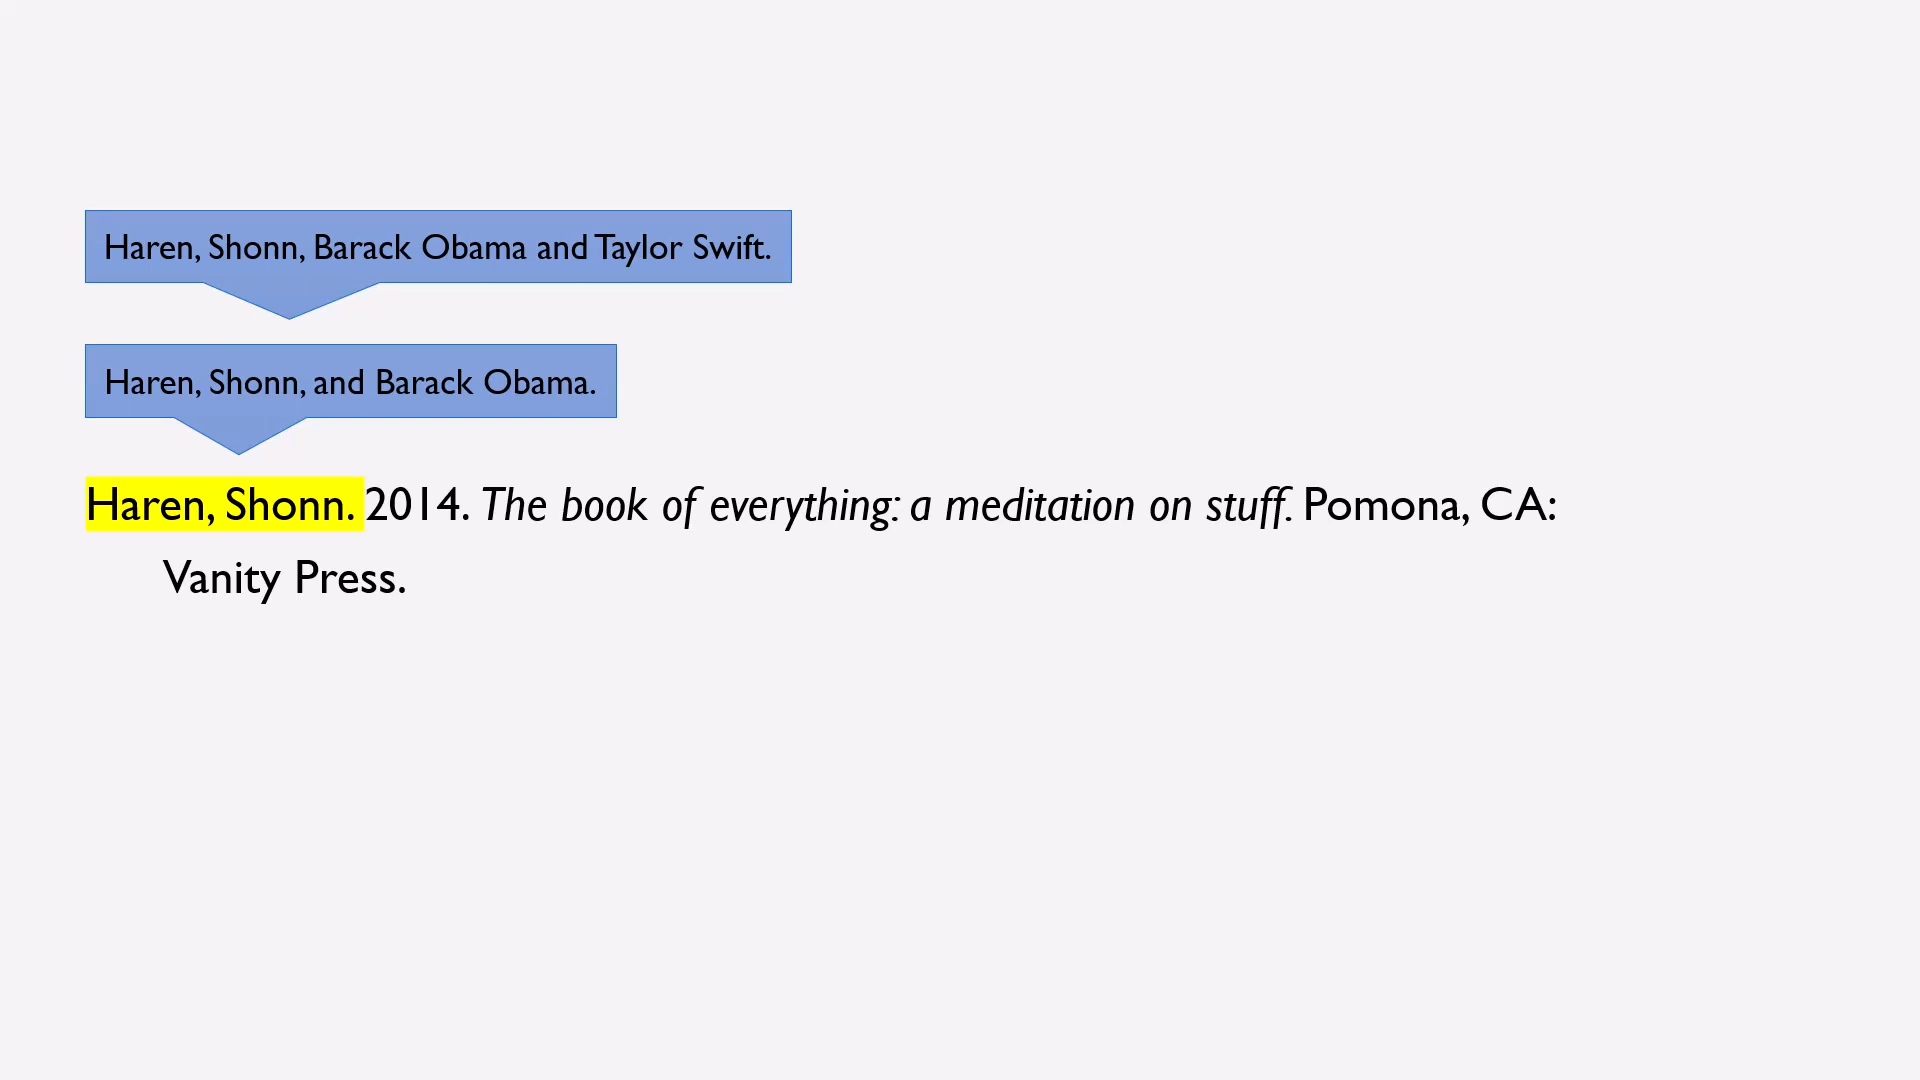 Haren, Shonn, Barack Obama and Taylor Swift.
Haren, Shonn, and Barack Obama.
Haren, Shonn. 2014. The book of everything: a meditation on stuff. Pomona, CA:
Vanity Press.